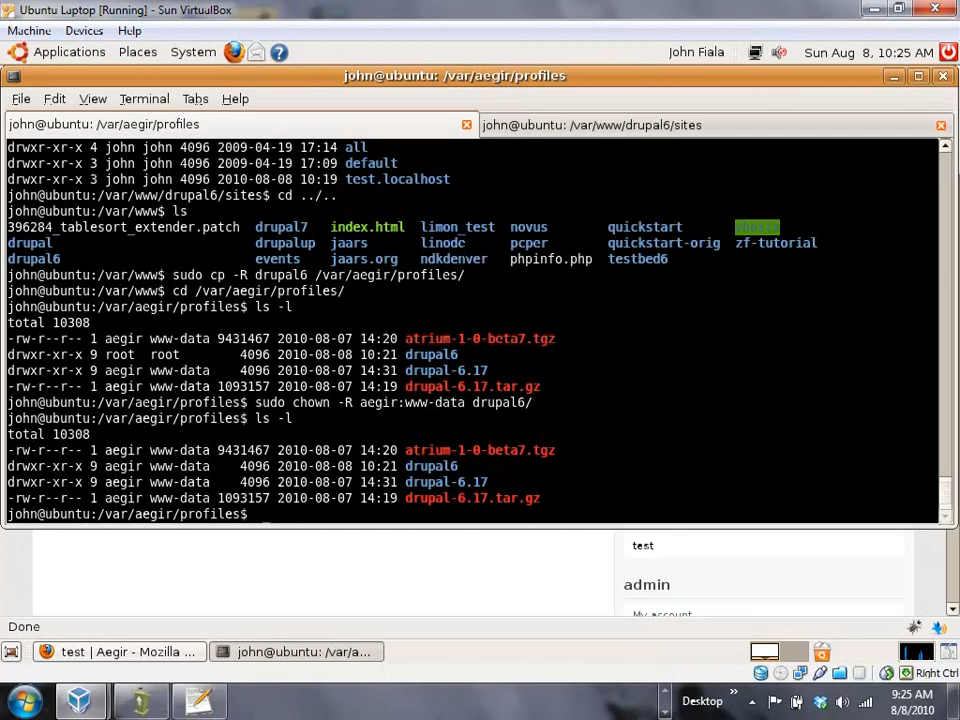 Ubuntu Luptop [Running] - Sun VirtualBox
Machine Devices Help
Applications Places System John Fiala Sun Aug 8, 10:25 AM
john@ubuntu: /var/aegir/profiles
File Edit View Terminal Tabs Help
john@ubuntu: /var/aegir/profiles john@ubuntu: /var/www/drupal6/sites
drwxr-xr-x 4 john john 4096 2009-04-19 17:14 all
drwxr-xr-x 3 john john 4096 2009-04-19 17:09 default
drwxr-xr-x 3 john john 4096 2010-08-08 10:19 test.localhost
john@ubuntu:/var/www/drupal6/sites$ cd ../..
john@ubuntu:/var/www$ ls
396284_tablesort_extender.patch drupal7 index.html limon_test novus quickstart
drupal drupalup jaars linodc pcper quickstart-orig zf-tutorial
drupal6 events jaars.org ndkdenver phpinfo.php testbed6
john@ubuntu:/var/www$ sudo cp -R drupal6 /var/aegir/profiles/
john@ubuntu:/var/www$ cd /var/aegir/profiles/
john@ubuntu:/var/aegir/profiles$ ls -l
total 10308
-rw-r--r-- 1 aegir www-data 9431467 2010-08-07 14:20 atrium-1-0-beta7.tgz
drwxr-xr-x 9 root root 4096 2010-08-08 10:21 drupal6
drwxr-xr-x 9 aegir www-data 4096 2010-08-07 14:31 drupal-6.17
-rw-r--r-- 1 aegir www-data 1093157 2010-08-07 14:19 drupal-6.17.tar.gz
john@ubuntu:/var/aegir/profiles$ sudo chown -R aegir:www-data drupal6/
john@ubuntu:/var/aegir/profiles$ ls -l
total 10308
-rw-r--r-- 1 aegir www-data 9431467 2010-08-07 14:20 atrium-1-0-beta7.tgz
drwxr-xr-x 9 aegir www-data 4096 2010-08-08 10:21 drupal6
drwxr-xr-x 9 aegir www-data 4096 2010-08-07 14:31 drupal-6.17
-rw-r--r-- 1 aegir www-data 1093157 2010-08-07 14:19 drupal-6.17.tar.gz
john@ubuntu:/var/aegir/profiles$
test
admin
My account
Done
test | Aegir - Mozilla ... john@ubuntu: /var/a...
Right Ctrl
Desktop 9:25 AM
8/8/2010